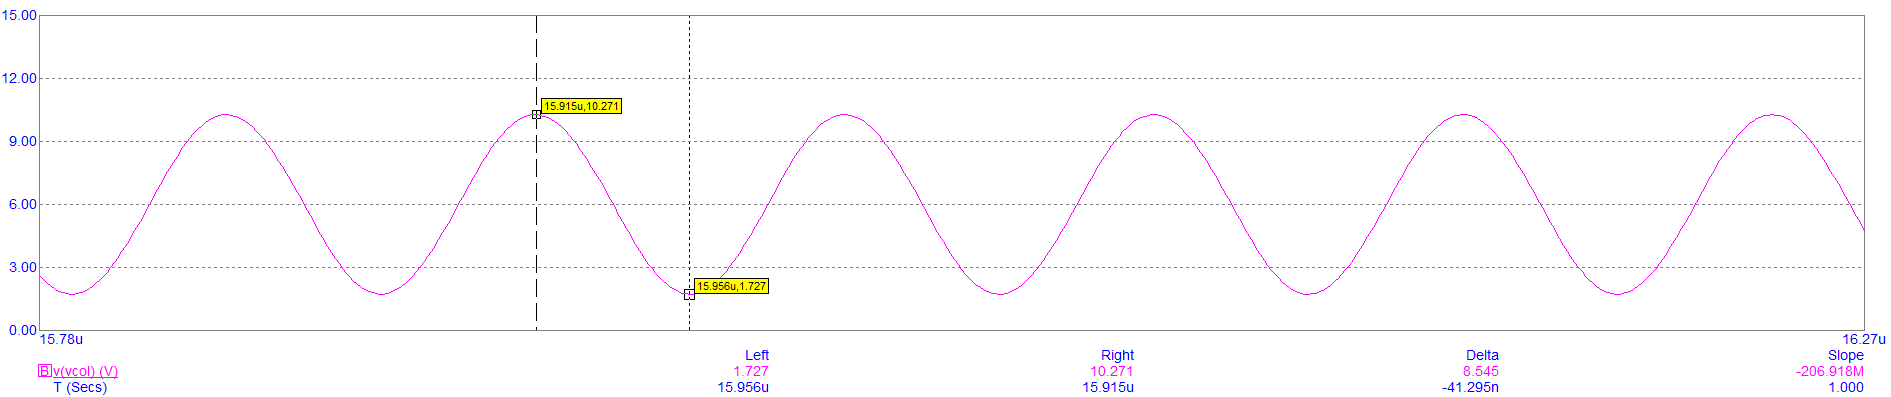 15.00
12.00
15.915u,10.271
9.00
6.00
3.00
15.956u,1.727
0.00
15.78u 16.27u
Left Right Delta Slope
B v(vcol) (V) 1.727 10.271 8.545 -206.918M
T (Secs) 15.956u 15.915u -41.295n 1.000